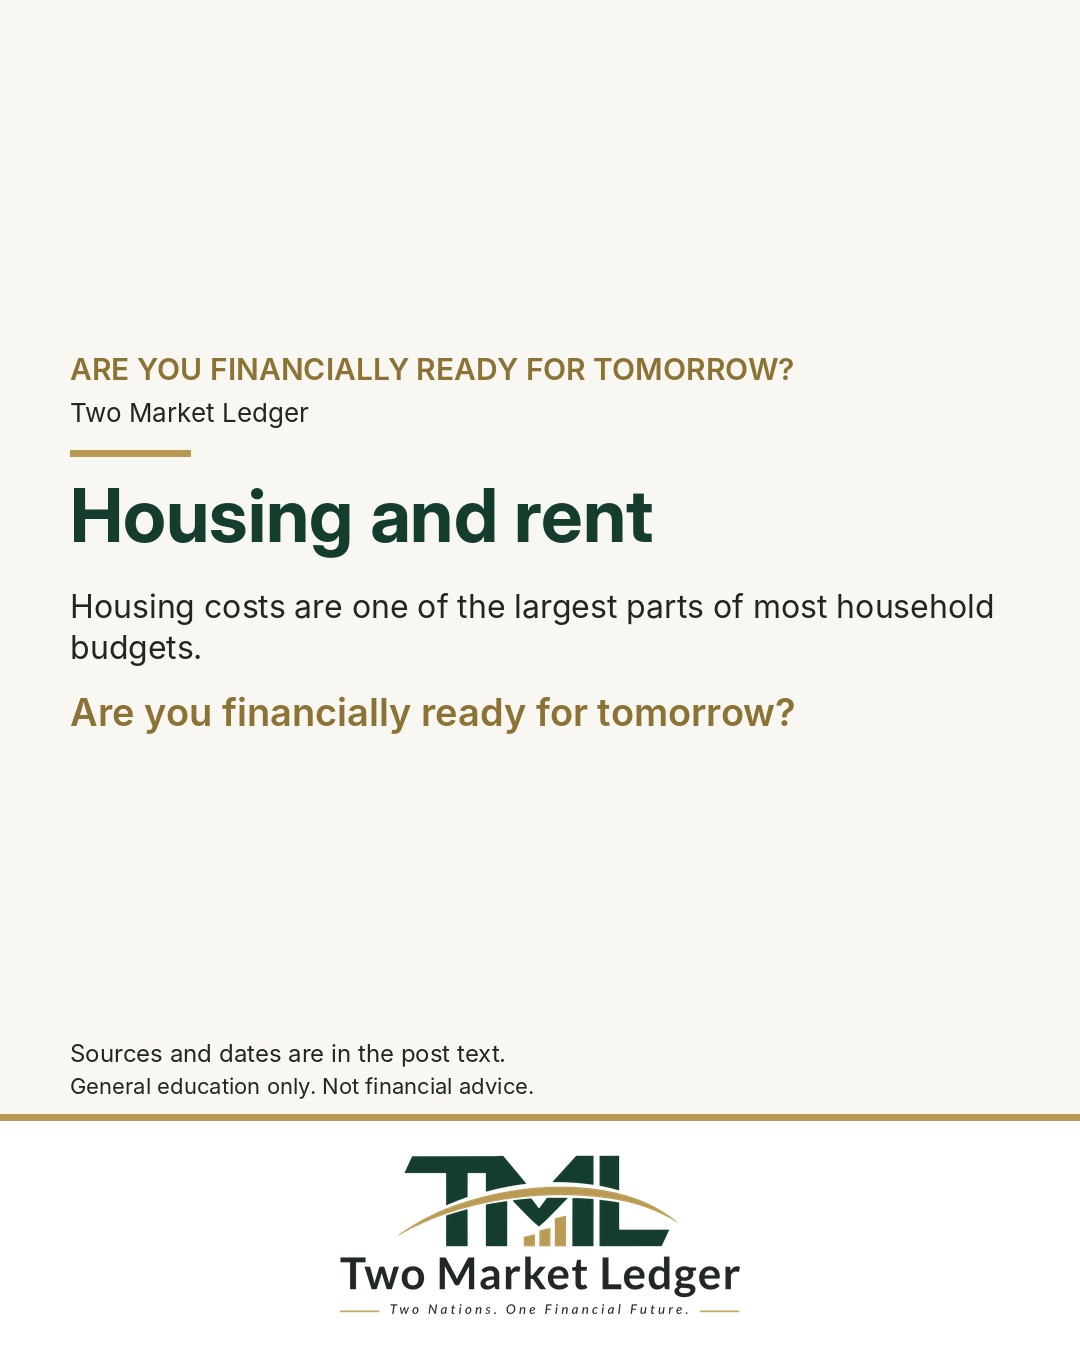 ARE YOU FINANCIALLY READY FOR TOMORROW?
Two Market Ledger
Housing and rent
Housing costs are one of the largest parts of most household
budgets.
Are you financially ready for tomorrow?
Sources and dates are in the post text.
General education only. Not financial advice.
TML
Two Market Ledger
Two Nations. One Financial Future.